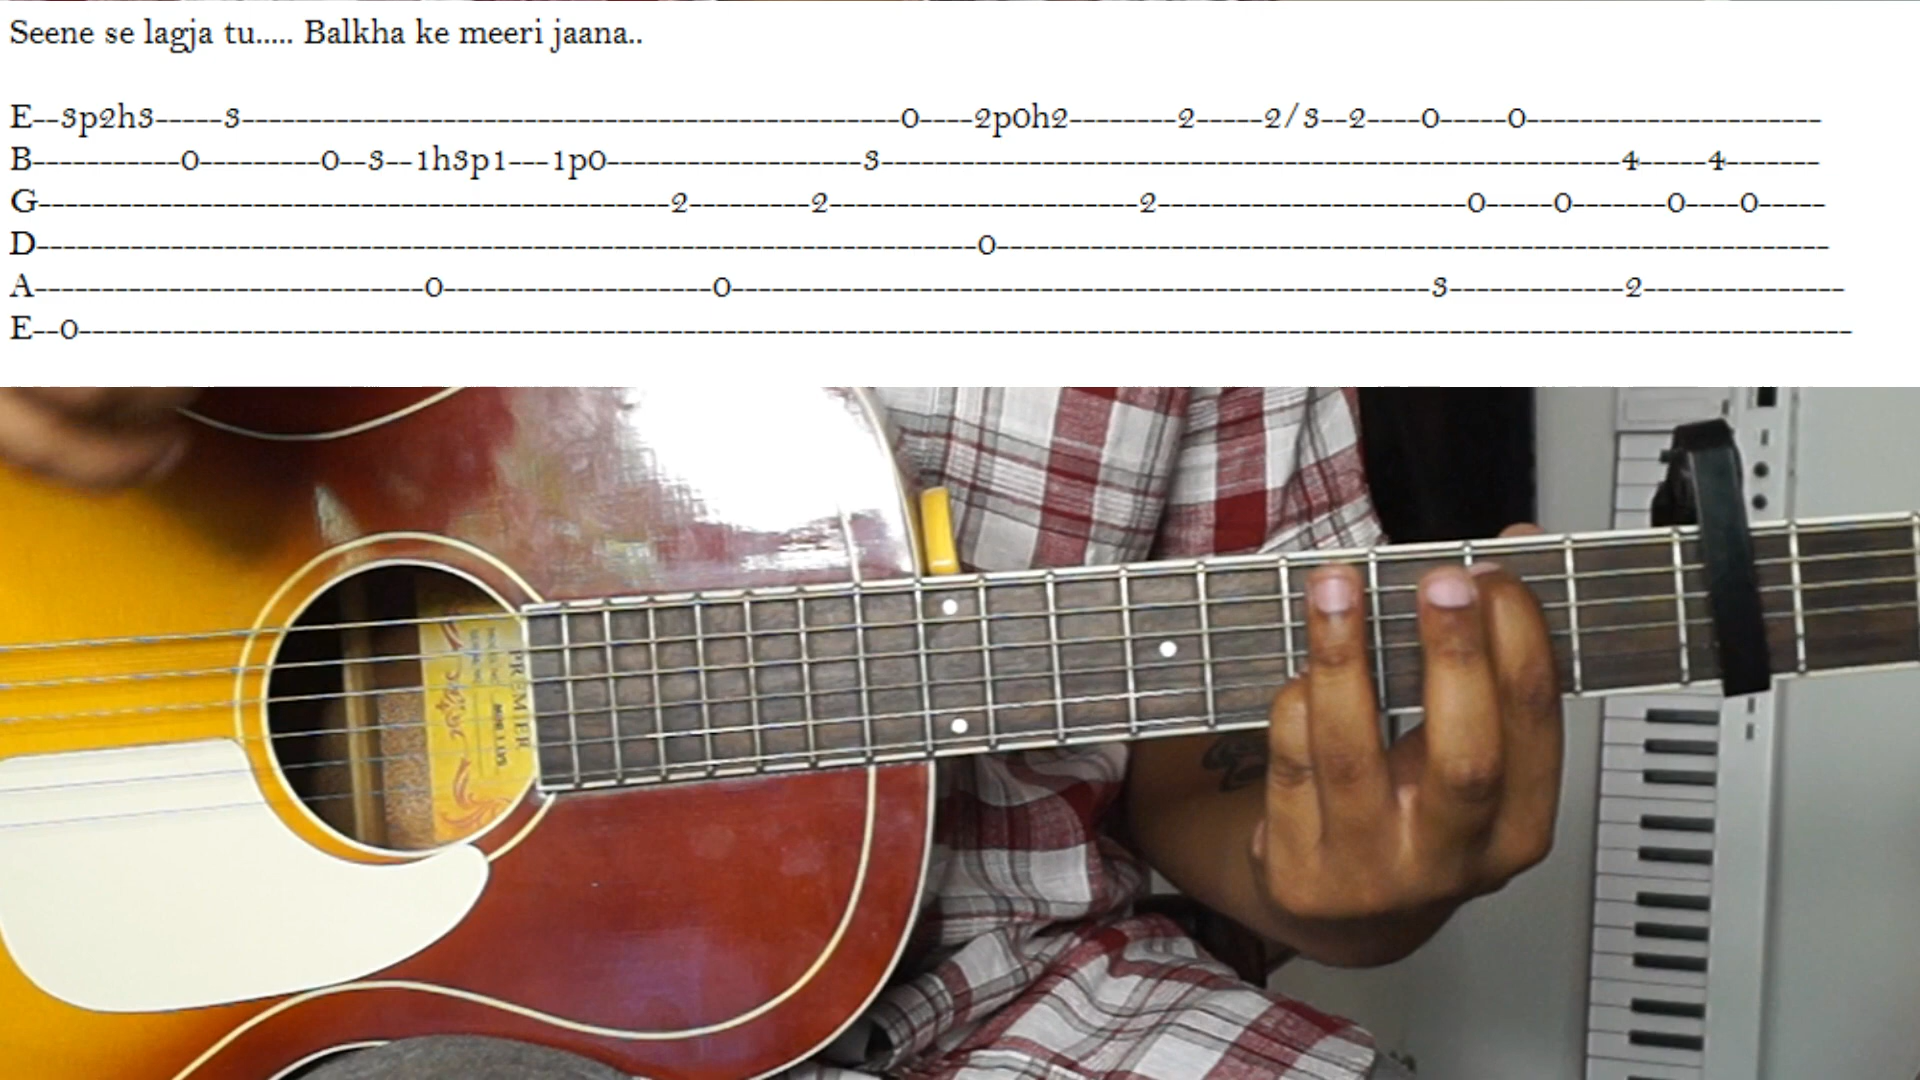 Seene se lagja tu..... Balkha ke meeri jaana..
E--3p2h3-----3-------------------------------------------------0----2p0h2--------2-----2/3--2----0-----0----------------------
B-----------0---------0--3--1h3p1---1p0-------------------3-------------------------------------------------------4-----4-------
G-----------------------------------------------2---------2-----------------------2-----------------------0-----0-------0----0-----
D----------------------------------------------------------------------0--------------------------------------------------------------
A-----------------------------0--------------------0----------------------------------------------------3-------------2---------------
E--0------------------------------------------------------------------------------------------------------------------------------------
PREMIER